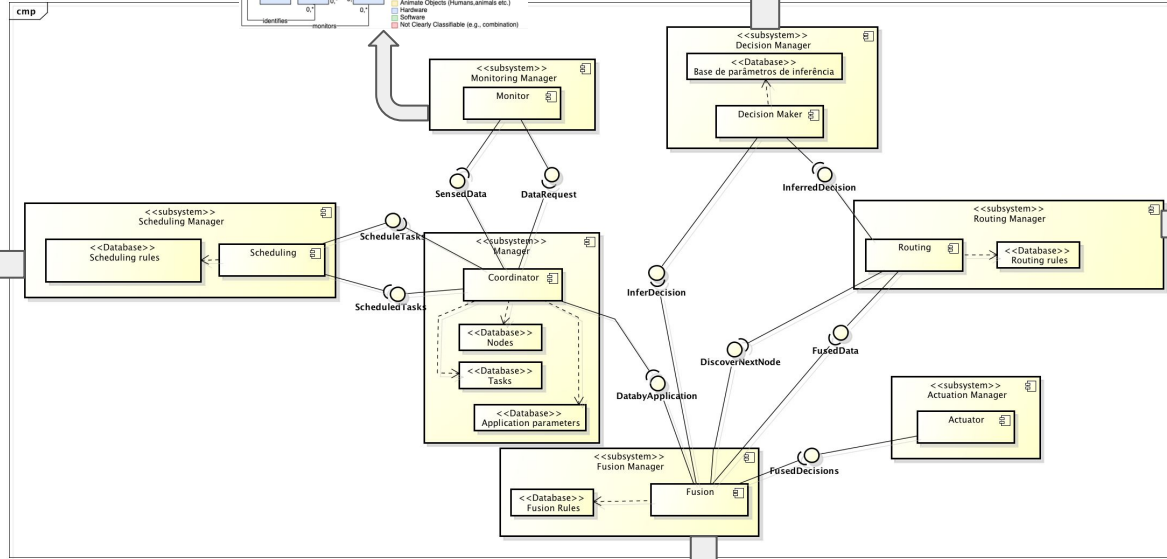 cmp
Animate Objects (Humans,animals etc.)
Hardware
Software
Not Clearly Classifiable (e.g., combination)
0,*
0,*
identifies
monitors
<<subsystem>>
Monitoring Manager
Monitor
<<subsystem>>
Decision Manager
<<Database>>
Base de parâmetros de inferência
Decision Maker
SensedData
DataRequest
InferredDecision
<<subsystem>>
Scheduling Manager
<<Database>>
Scheduling rules
Scheduling
ScheduleTasks
ScheduledTasks
<<subsystem>>
Manager
Coordinator
<<Database>>
Nodes
<<Database>>
Tasks
<<Database>>
Application parameters
<<subsystem>>
Routing Manager
Routing
<<Database>>
Routing rules
InferDecision
DiscoverNextNode
FusedData
DatabyApplication
<<subsystem>>
Actuation Manager
Actuator
FusedDecisions
<<subsystem>>
Fusion Manager
<<Database>>
Fusion Rules
Fusion